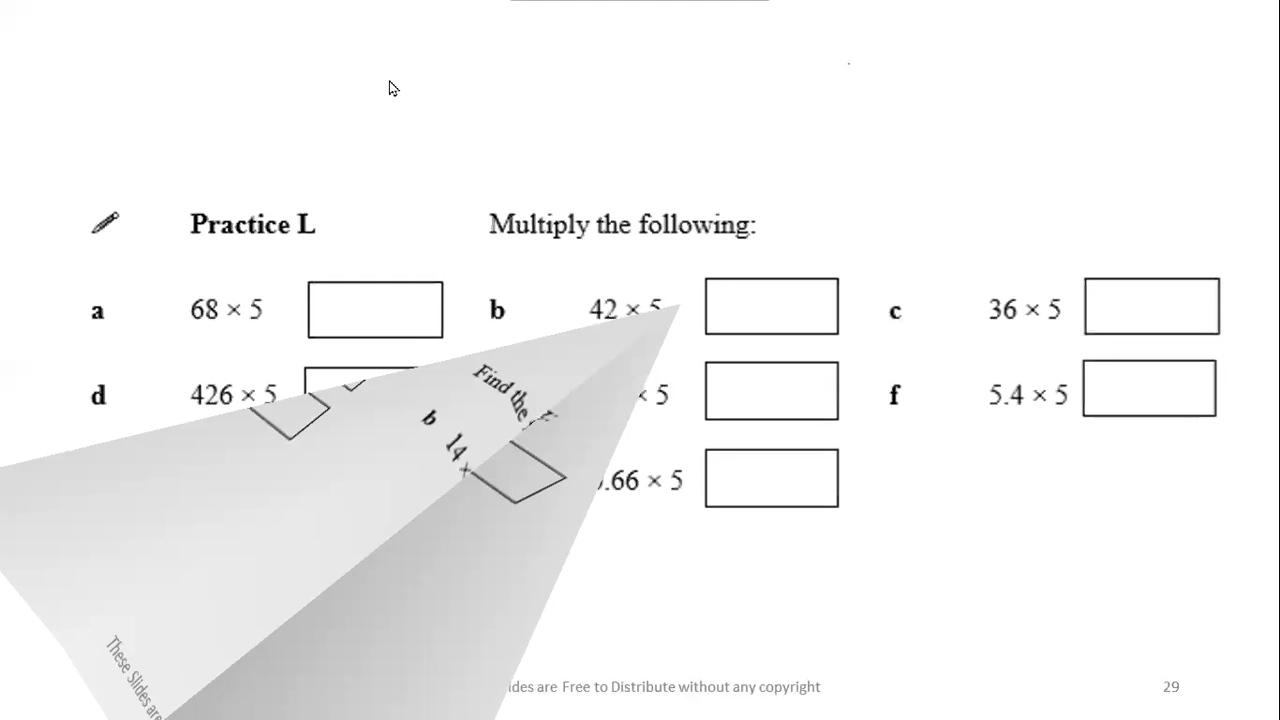 Practice L Multiply the following:
a 68 × 5 b 42 × 5 c 36 × 5
d 426 × 5 × 5 f 5.4 × 5
.66 × 5
Find the
b 14 ×
These Slides are
are Free to Distribute without any copyright 29